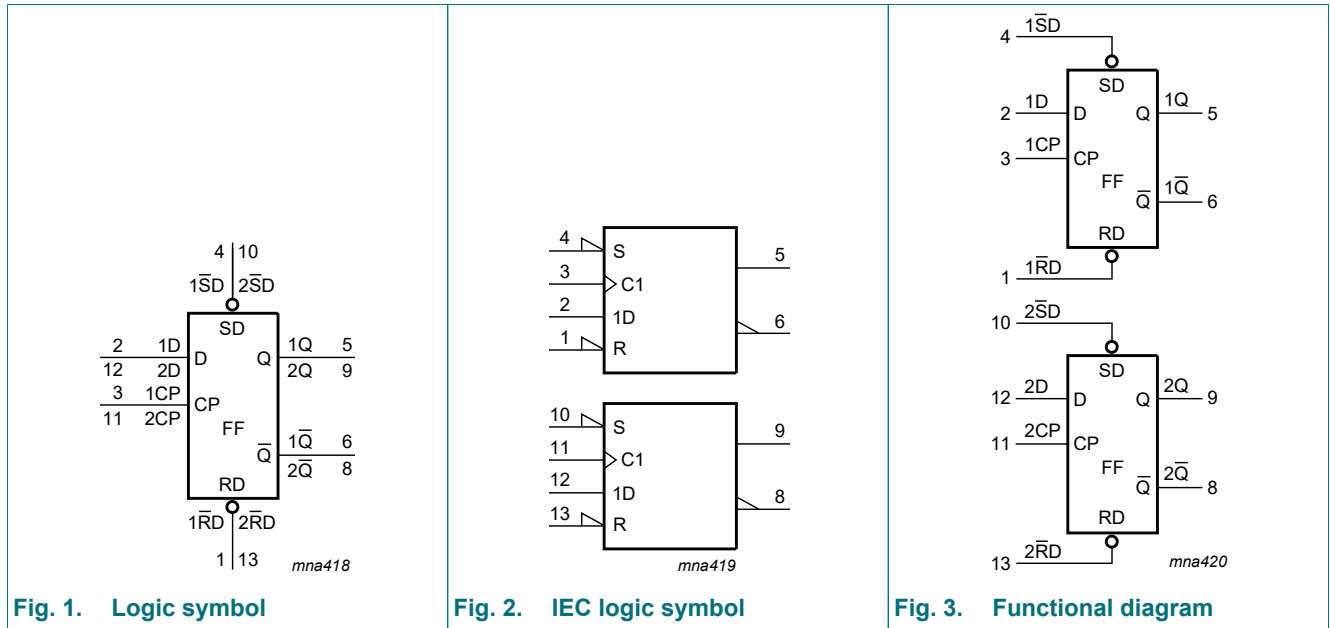 4 10
1S̅D 2S̅D
SD
2 1D D Q 1Q 5
12 2D 2Q 9
3 1CP CP
11 2CP
FF
Q̅ 1Q̅ 6
2Q̅ 8
RD
1R̅D 2R̅D
1 13
mna418
Fig. 1. Logic symbol
4 S
5
3 C1
2 1D
6
1 R
10 S
9
11 C1
12 1D
8
13 R
mna419
Fig. 2. IEC logic symbol
4 1S̅D
SD
2 1D D Q 1Q 5
3 1CP CP
FF
Q̅ 1Q̅ 6
RD
1 1R̅D
10 2S̅D
SD
12 2D D Q 2Q 9
11 2CP CP
FF
Q̅ 2Q̅ 8
RD
13 2R̅D
mna420
Fig. 3. Functional diagram